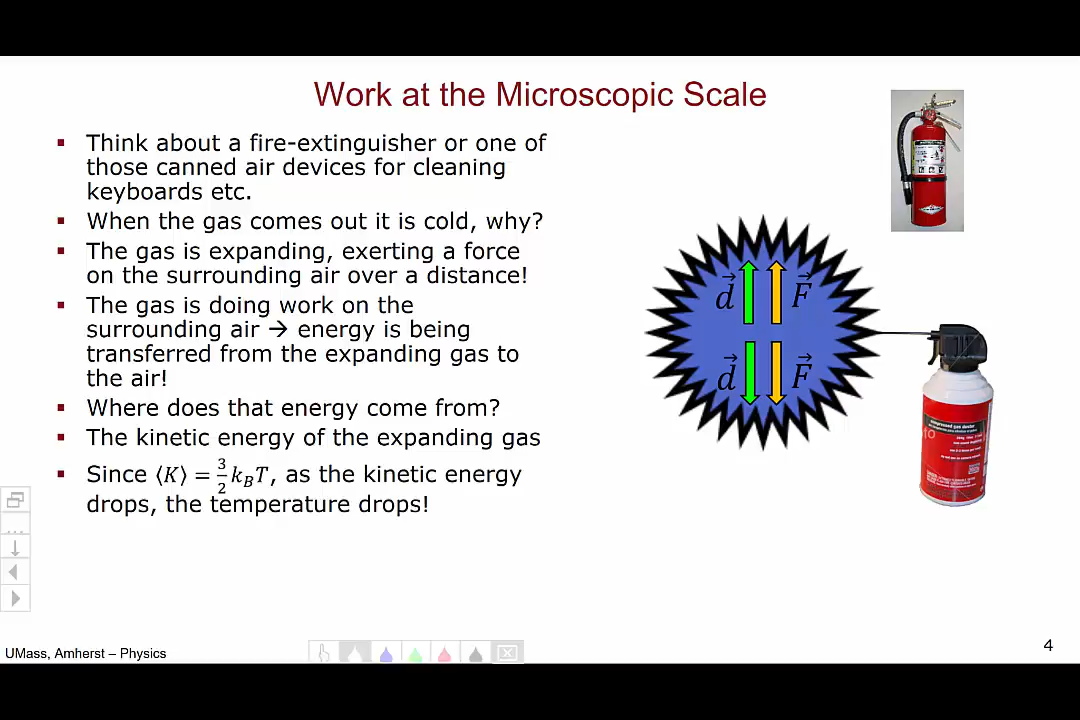 Work at the Microscopic Scale
▪ Think about a fire-extinguisher or one of
those canned air devices for cleaning
keyboards etc.
▪ When the gas comes out it is cold, why?
▪ The gas is expanding, exerting a force
on the surrounding air over a distance!
▪ The gas is doing work on the
surrounding air → energy is being
transferred from the expanding gas to
the air!
▪ Where does that energy come from?
▪ The kinetic energy of the expanding gas
▪ Since ⟨K⟩ = 3/2 k_B T, as the kinetic energy
drops, the temperature drops!
d⃗ F⃗
d⃗ F⃗
compressed gas duster
UMass, Amherst – Physics
4